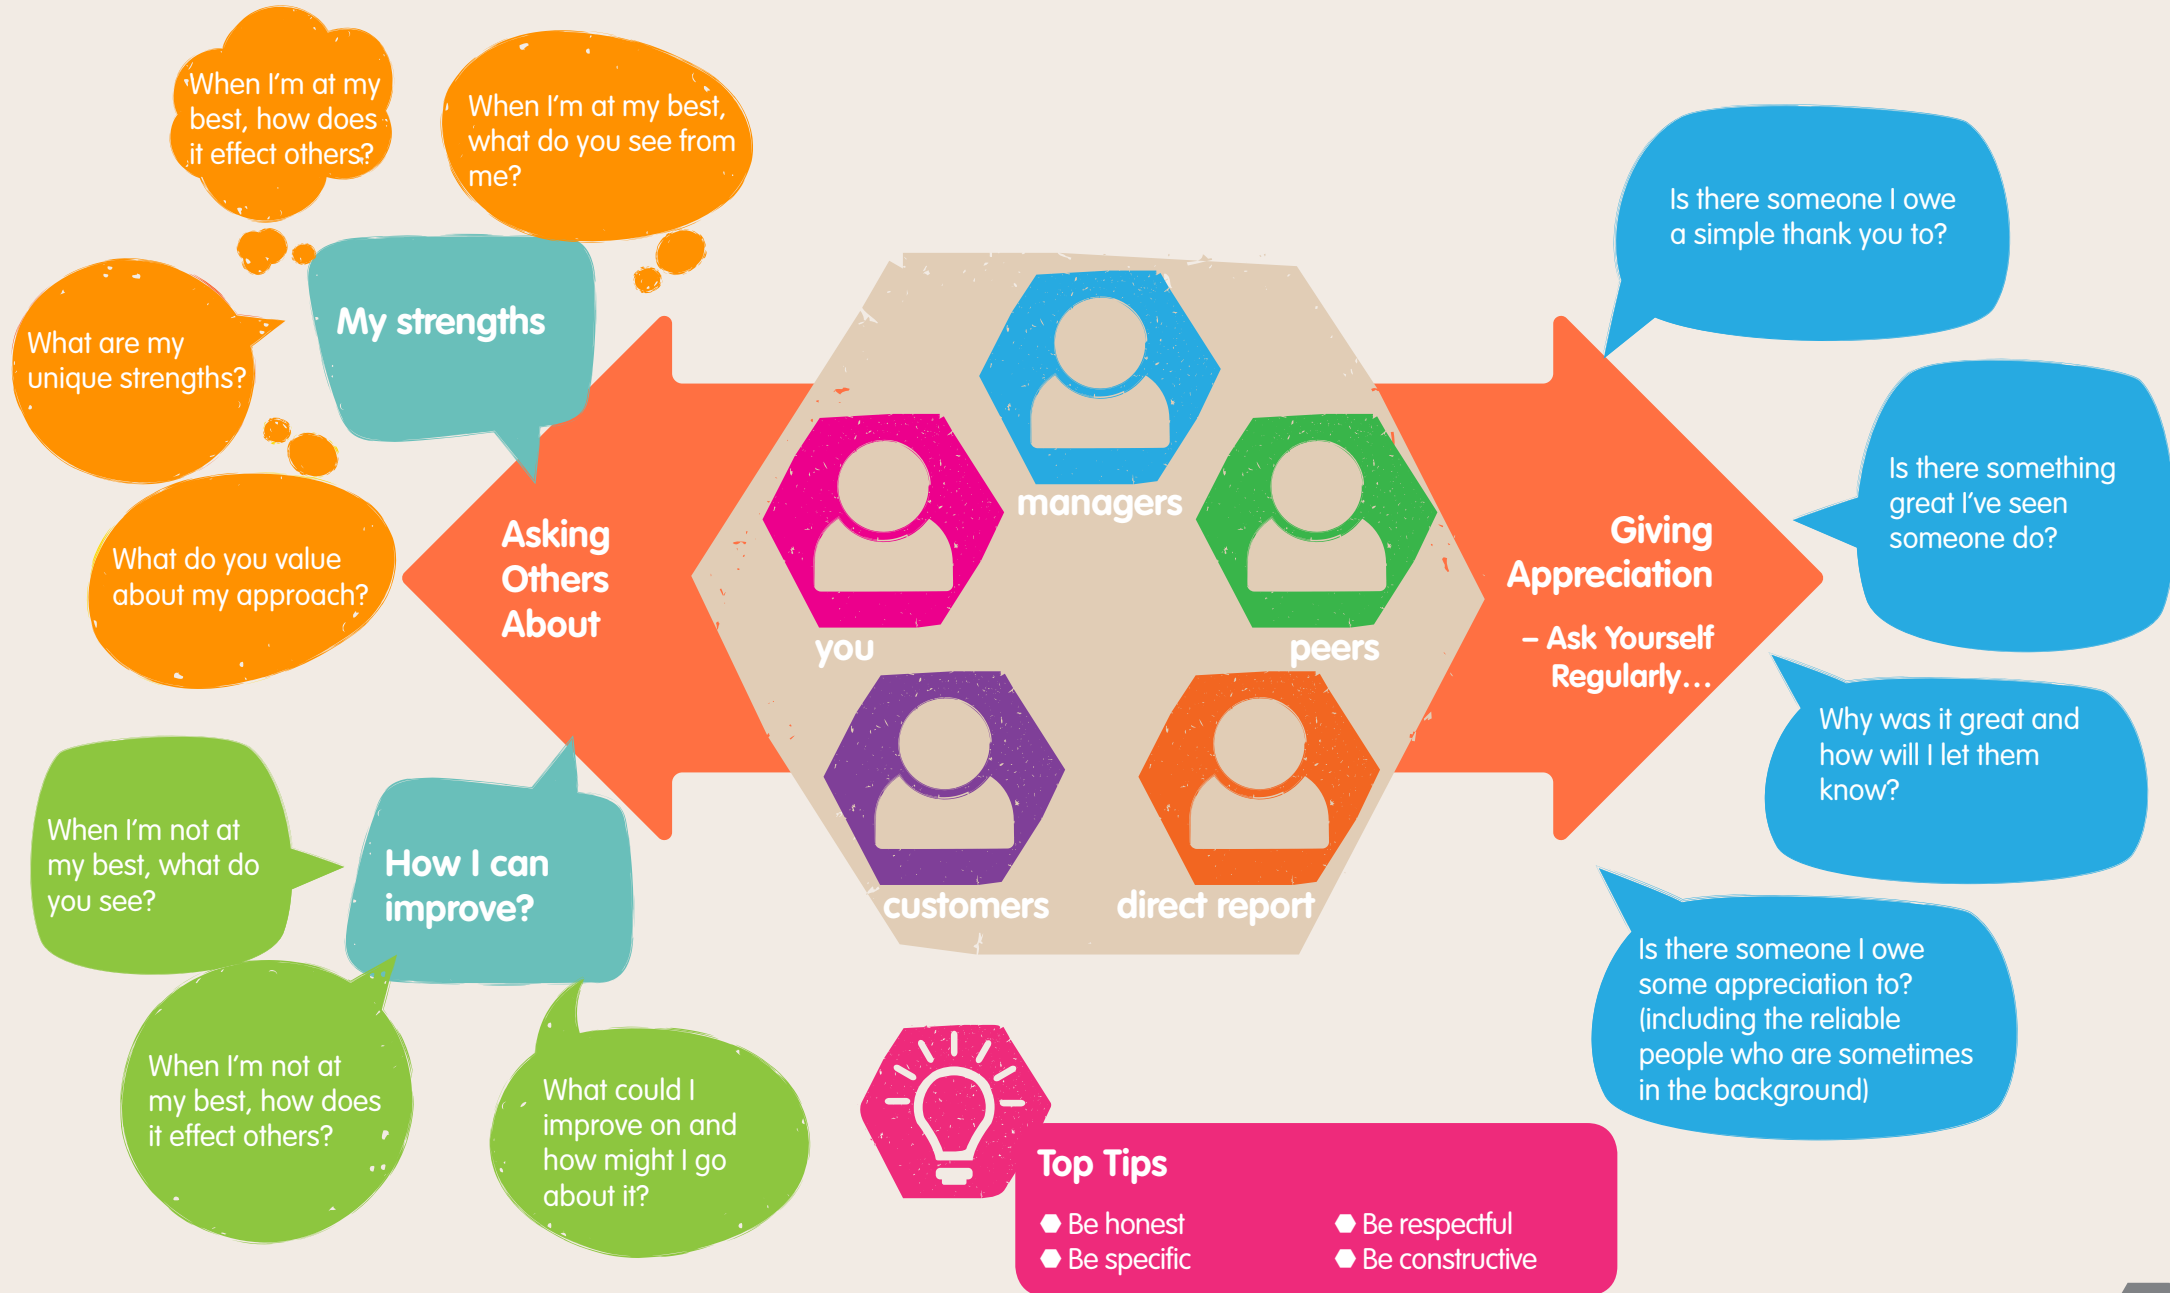 When I'm at my
best, how does
it effect others?
When I'm at my best,
what do you see from
me?
What are my
unique strengths?
My strengths
What do you value
about my approach?
Asking
Others
About
When I'm not at
my best, what do
you see?
How I can
improve?
When I'm not at
my best, how does
it effect others?
What could I
improve on and
how might I go
about it?
managers
you
peers
customers
direct report
Giving
Appreciation
– Ask Yourself
Regularly...
Is there someone I owe
a simple thank you to?
Is there something
great I've seen
someone do?
Why was it great and
how will I let them
know?
Is there someone I owe
some appreciation to?
(including the reliable
people who are sometimes
in the background)
Top Tips
Be honest
Be specific
Be respectful
Be constructive